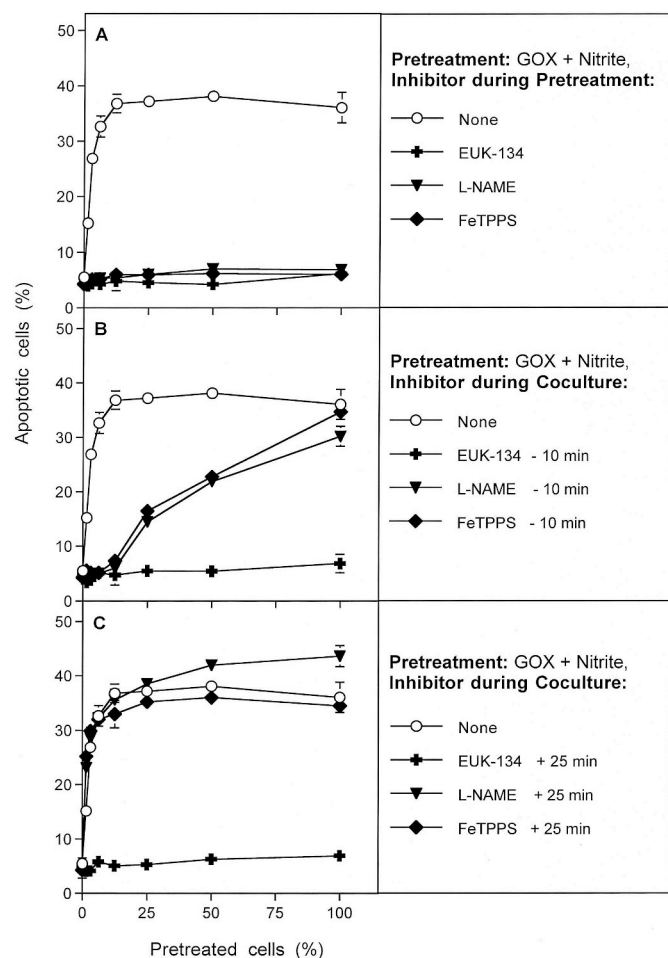 A
Pretreatment: GOX + Nitrite,
Inhibitor during Pretreatment:
None
EUK-134
L-NAME
FeTPPS
50
40
30
20
10
0
B
Pretreatment: GOX + Nitrite,
Inhibitor during Coculture:
None
EUK-134 - 10 min
L-NAME - 10 min
FeTPPS - 10 min
50
40
30
20
10
0
C
Pretreatment: GOX + Nitrite,
Inhibitor during Coculture:
None
EUK-134 + 25 min
L-NAME + 25 min
FeTPPS + 25 min
50
40
30
20
10
0
Apoptotic cells (%)
0 25 50 100
Pretreated cells (%)